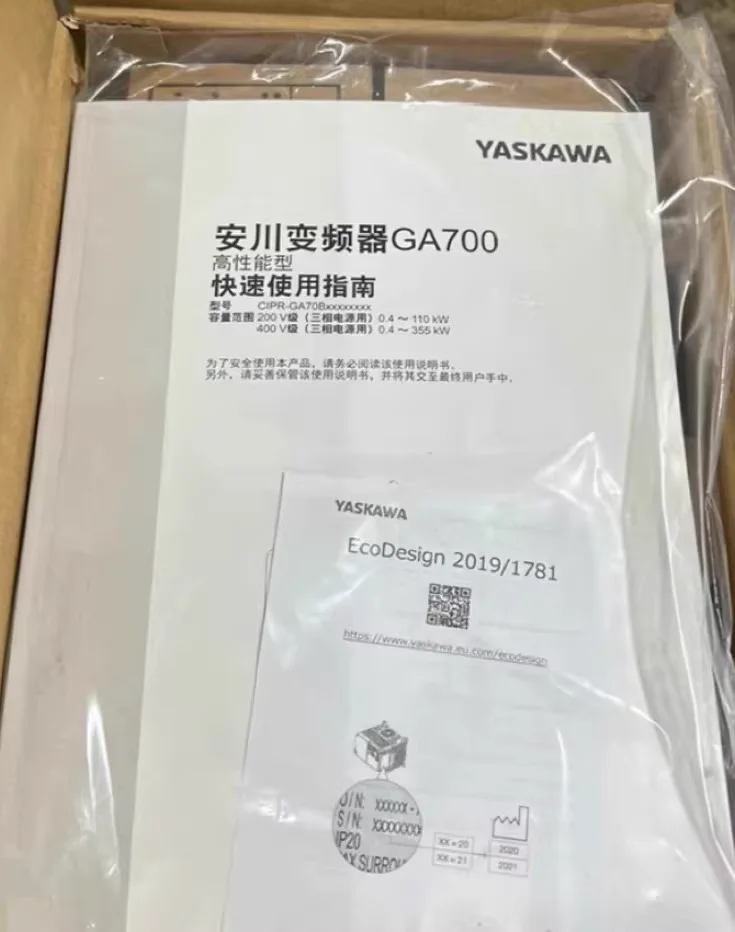 YASKAWA
安川变频器GA700
高性能型
快速使用指南
型号 CIPR-GA70Bxxxxxxxx
容量范围 200 V级（三相电源用）0.4 ～ 110 kW
400 V级（三相电源用）0.4 ～ 355 kW
为了安全使用本产品，请务必阅读该使用说明书。
另外，请妥善保管该使用说明书，并将其交至最终用户手中。
YASKAWA
EcoDesign 2019/1781
https://www.yaskawa.eu.com/ecodesign
O/N: XXXXXX-
S/N: XXXXXXXX
IP20
AX SURROU
XX=20
2020
XX=21
2021